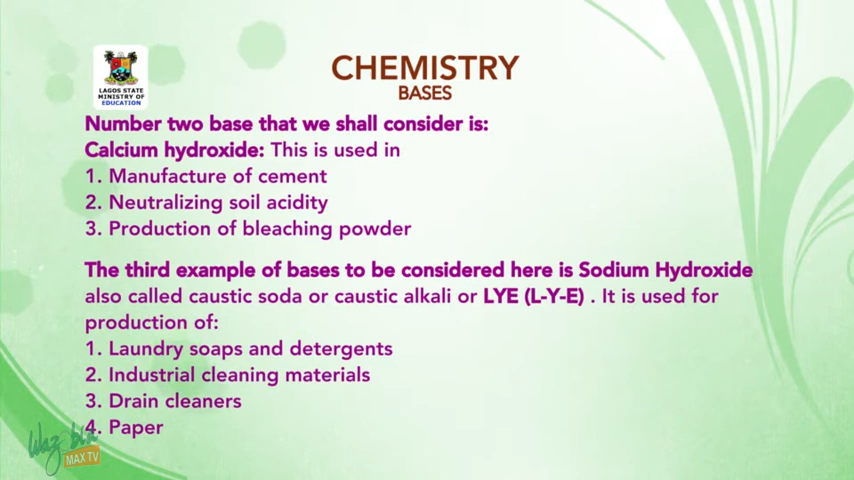 CHEMISTRY
BASES
LAGOS STATE
MINISTRY OF
EDUCATION
Number two base that we shall consider is:
Calcium hydroxide: This is used in
1. Manufacture of cement
2. Neutralizing soil acidity
3. Production of bleaching powder
The third example of bases to be considered here is Sodium Hydroxide
also called caustic soda or caustic alkali or LYE (L-Y-E) . It is used for
production of:
1. Laundry soaps and detergents
2. Industrial cleaning materials
3. Drain cleaners
4. Paper
MAX TV